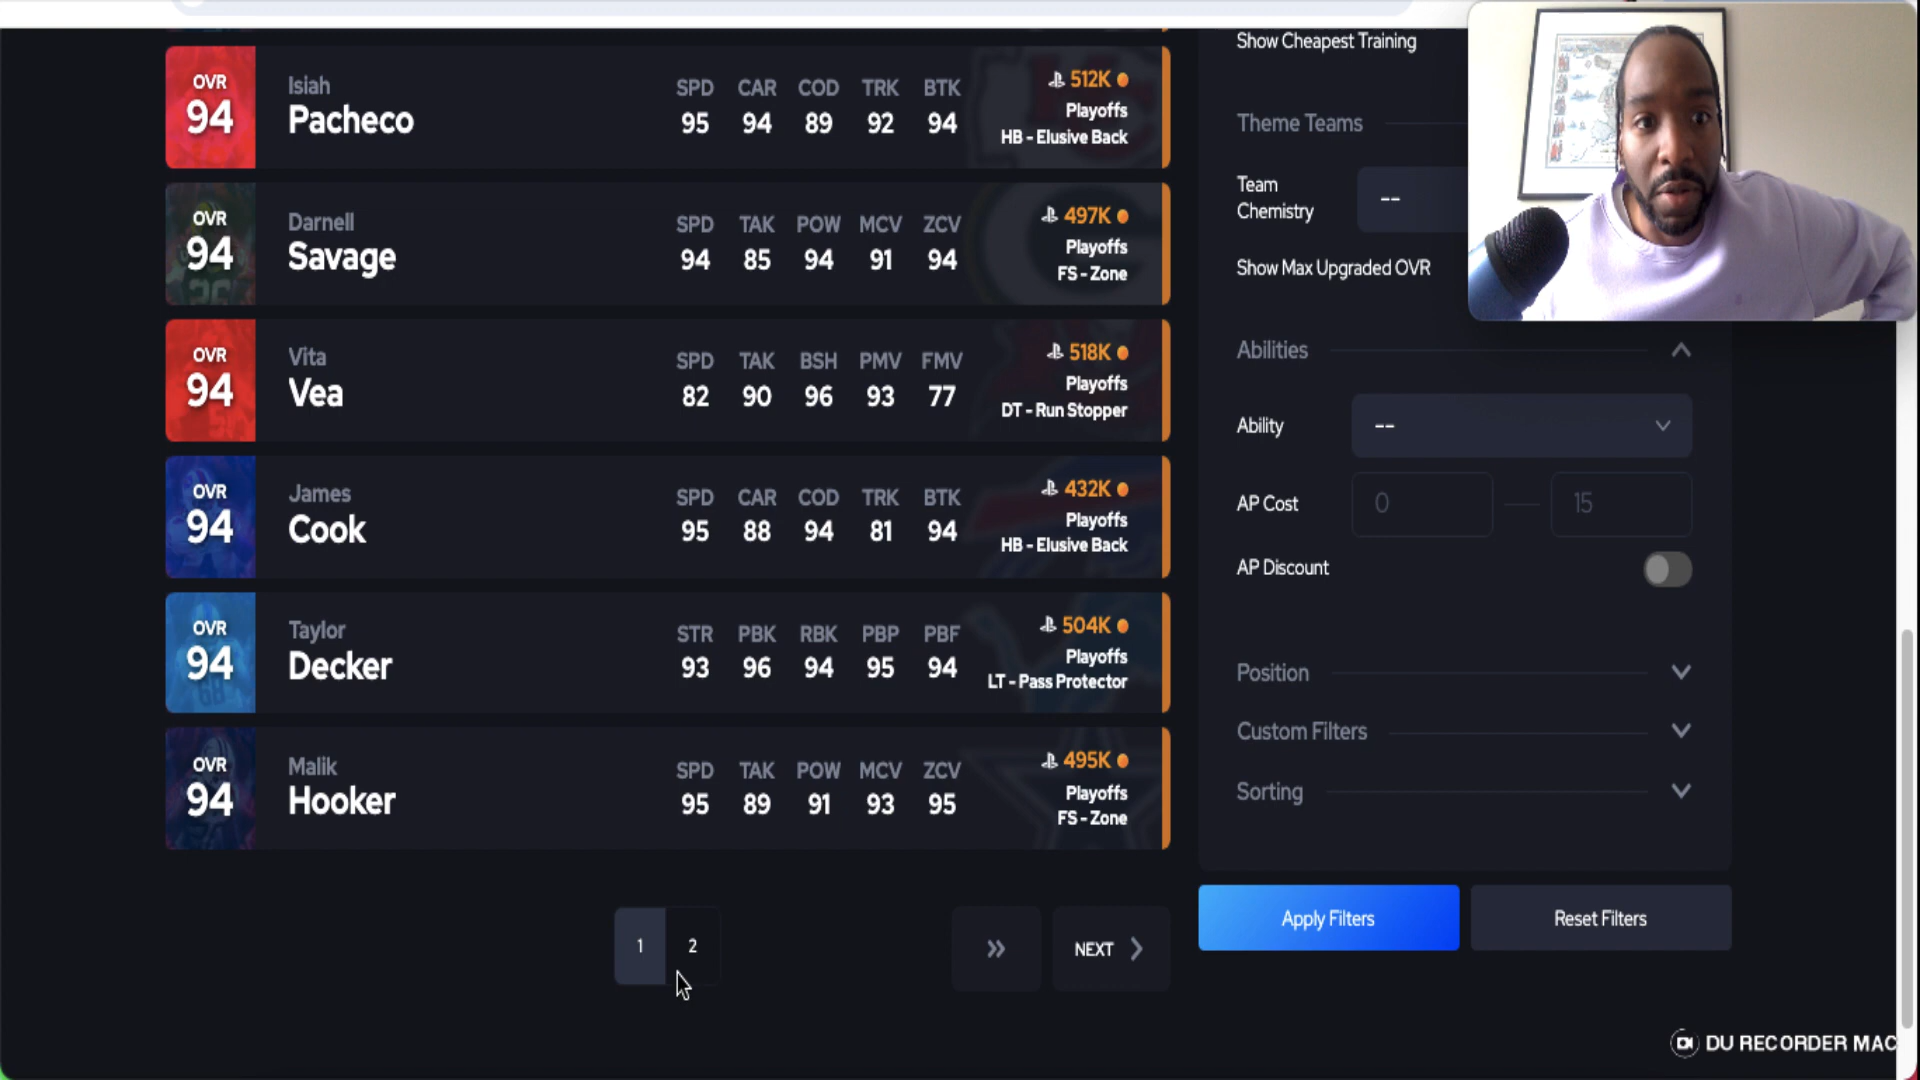 OVR
94
Isiah
Pacheco
SPD CAR COD TRK BTK
95 94 89 92 94
512K
Playoffs
HB - Elusive Back
OVR
94
Darnell
Savage
SPD TAK POW MCV ZCV
94 85 94 91 94
497K
Playoffs
FS - Zone
OVR
94
Vita
Vea
SPD TAK BSH PMV FMV
82 90 96 93 77
518K
Playoffs
DT - Run Stopper
OVR
94
James
Cook
SPD CAR COD TRK BTK
95 88 94 81 94
432K
Playoffs
HB - Elusive Back
OVR
94
Taylor
Decker
STR PBK RBK PBP PBF
93 96 94 95 94
504K
Playoffs
LT - Pass Protector
OVR
94
Malik
Hooker
SPD TAK POW MCV ZCV
95 89 91 93 95
495K
Playoffs
FS - Zone
1 2 » NEXT >
Show Cheapest Training
Theme Teams
Team
Chemistry
--
Show Max Upgraded OVR
Abilities
Ability --
AP Cost 0 — 15
AP Discount
Position
Custom Filters
Sorting
Apply Filters Reset Filters
DU RECORDER MAC